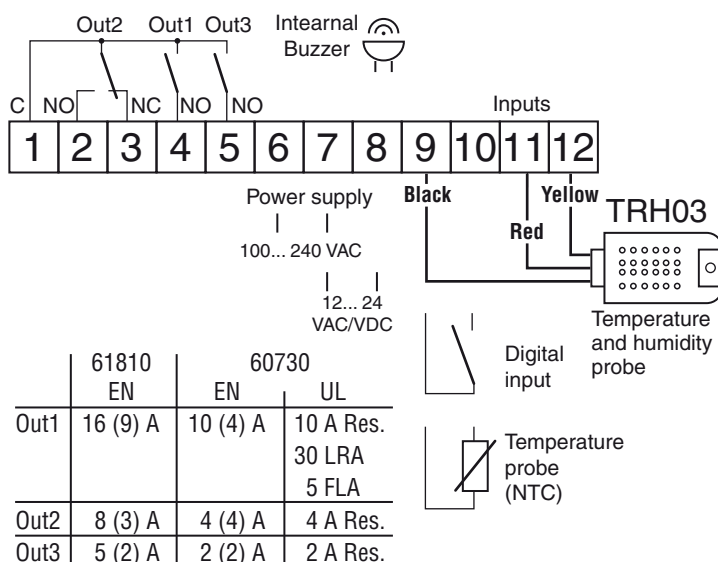 Out2 Out1 Out3
Intearnal
Buzzer
C NO NC NO NO
Inputs
1 2 3 4 5 6 7 8 9 10 11 12
Power supply
100... 240 VAC
12... 24
VAC/VDC
Black
Red
Yellow
TRH03
Temperature
and humidity
probe
Digital
input
Temperature
probe
(NTC)
61810 60730
EN EN UL
Out1 16 (9) A 10 (4) A 10 A Res.
30 LRA
5 FLA
Out2 8 (3) A 4 (4) A 4 A Res.
Out3 5 (2) A 2 (2) A 2 A Res.